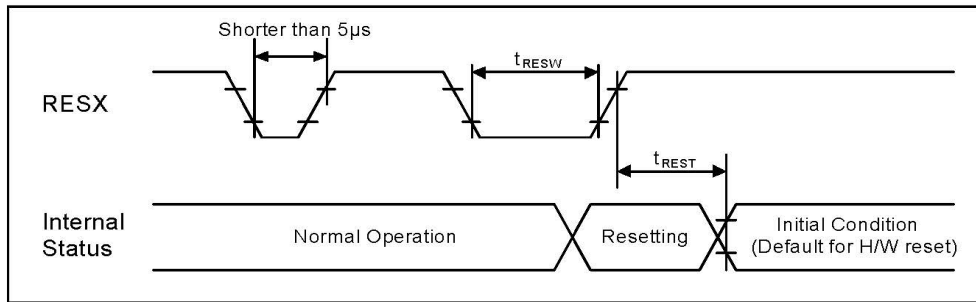 Shorter than 5µs
tRESW
RESX
tREST
Internal
Status
Normal Operation
Resetting
Initial Condition
(Default for H/W reset)